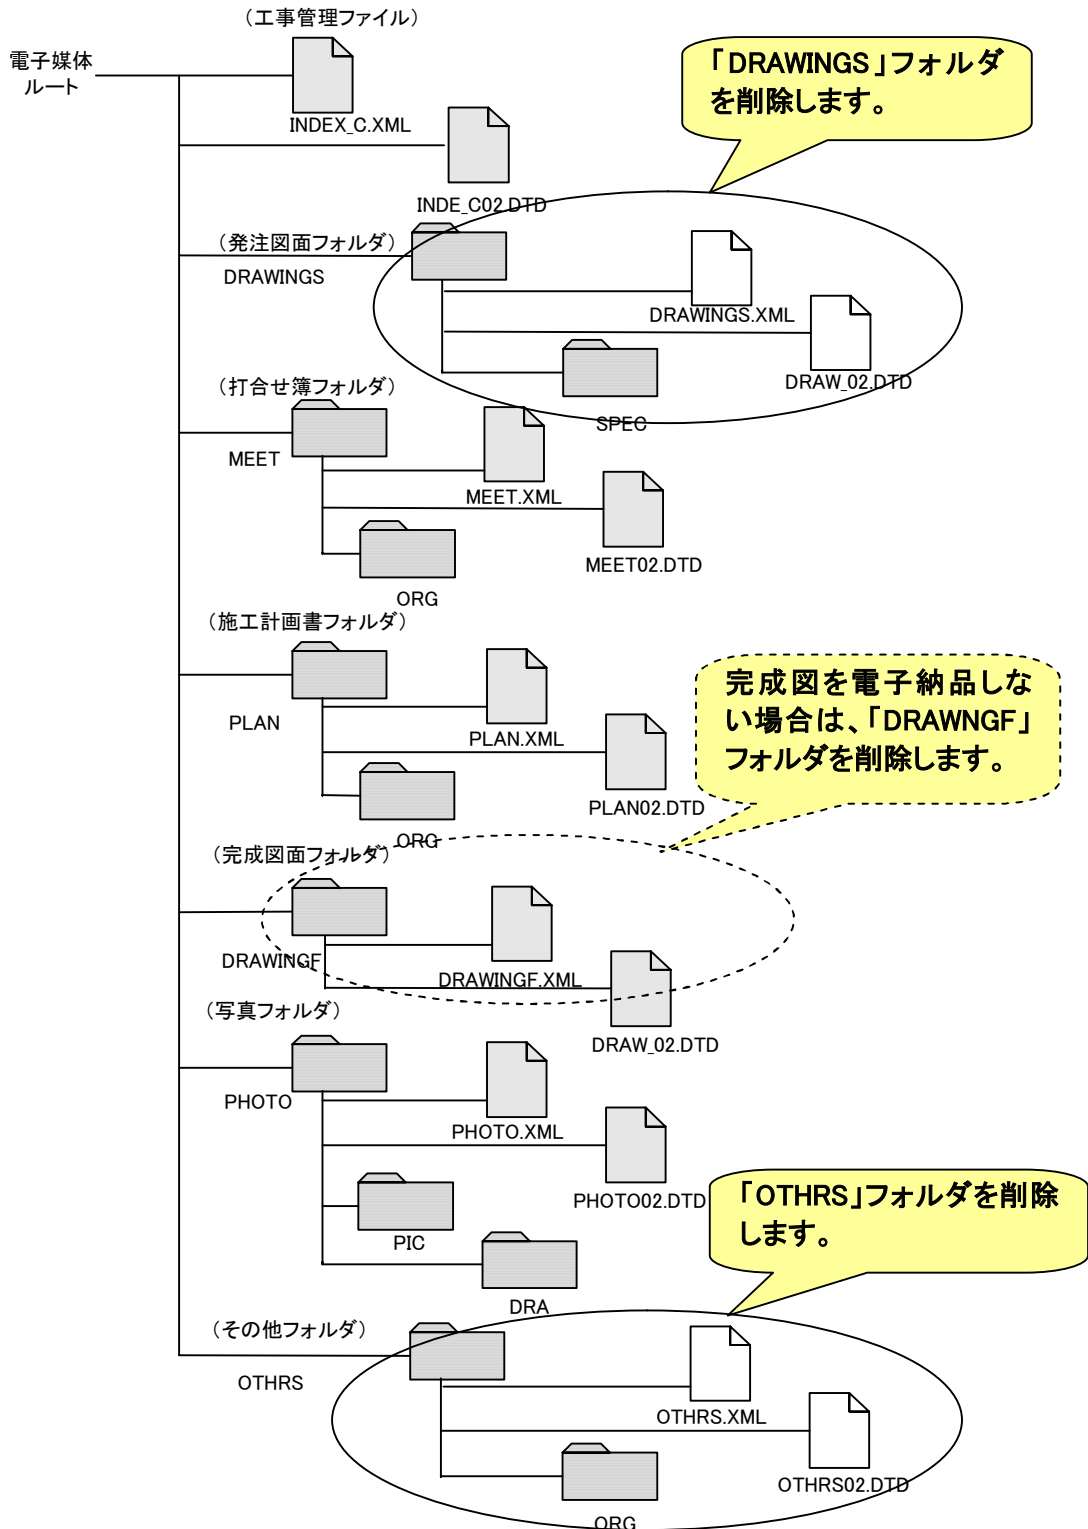 （工事管理ファイル）
電子媒体
ルート
INDEX_C.XML
INDE_C02.DTD
「DRAWINGS」フォルダ
を削除します。
（発注図面フォルダ）
DRAWINGS
DRAWINGS.XML
DRAW_02.DTD
SPEC
（打合せ簿フォルダ）
MEET
MEET.XML
MEET02.DTD
ORG
（施工計画書フォルダ）
PLAN
PLAN.XML
PLAN02.DTD
ORG
完成図を電子納品しな
い場合は、「DRAWNGF」
フォルダを削除します。
（完成図面フォルダ）
DRAWINGF
DRAWINGF.XML
DRAW_02.DTD
（写真フォルダ）
PHOTO
PHOTO.XML
PHOTO02.DTD
PIC
DRA
「OTHRS」フォルダを削除
します。
（その他フォルダ）
OTHRS
OTHRS.XML
OTHRS02.DTD
ORG